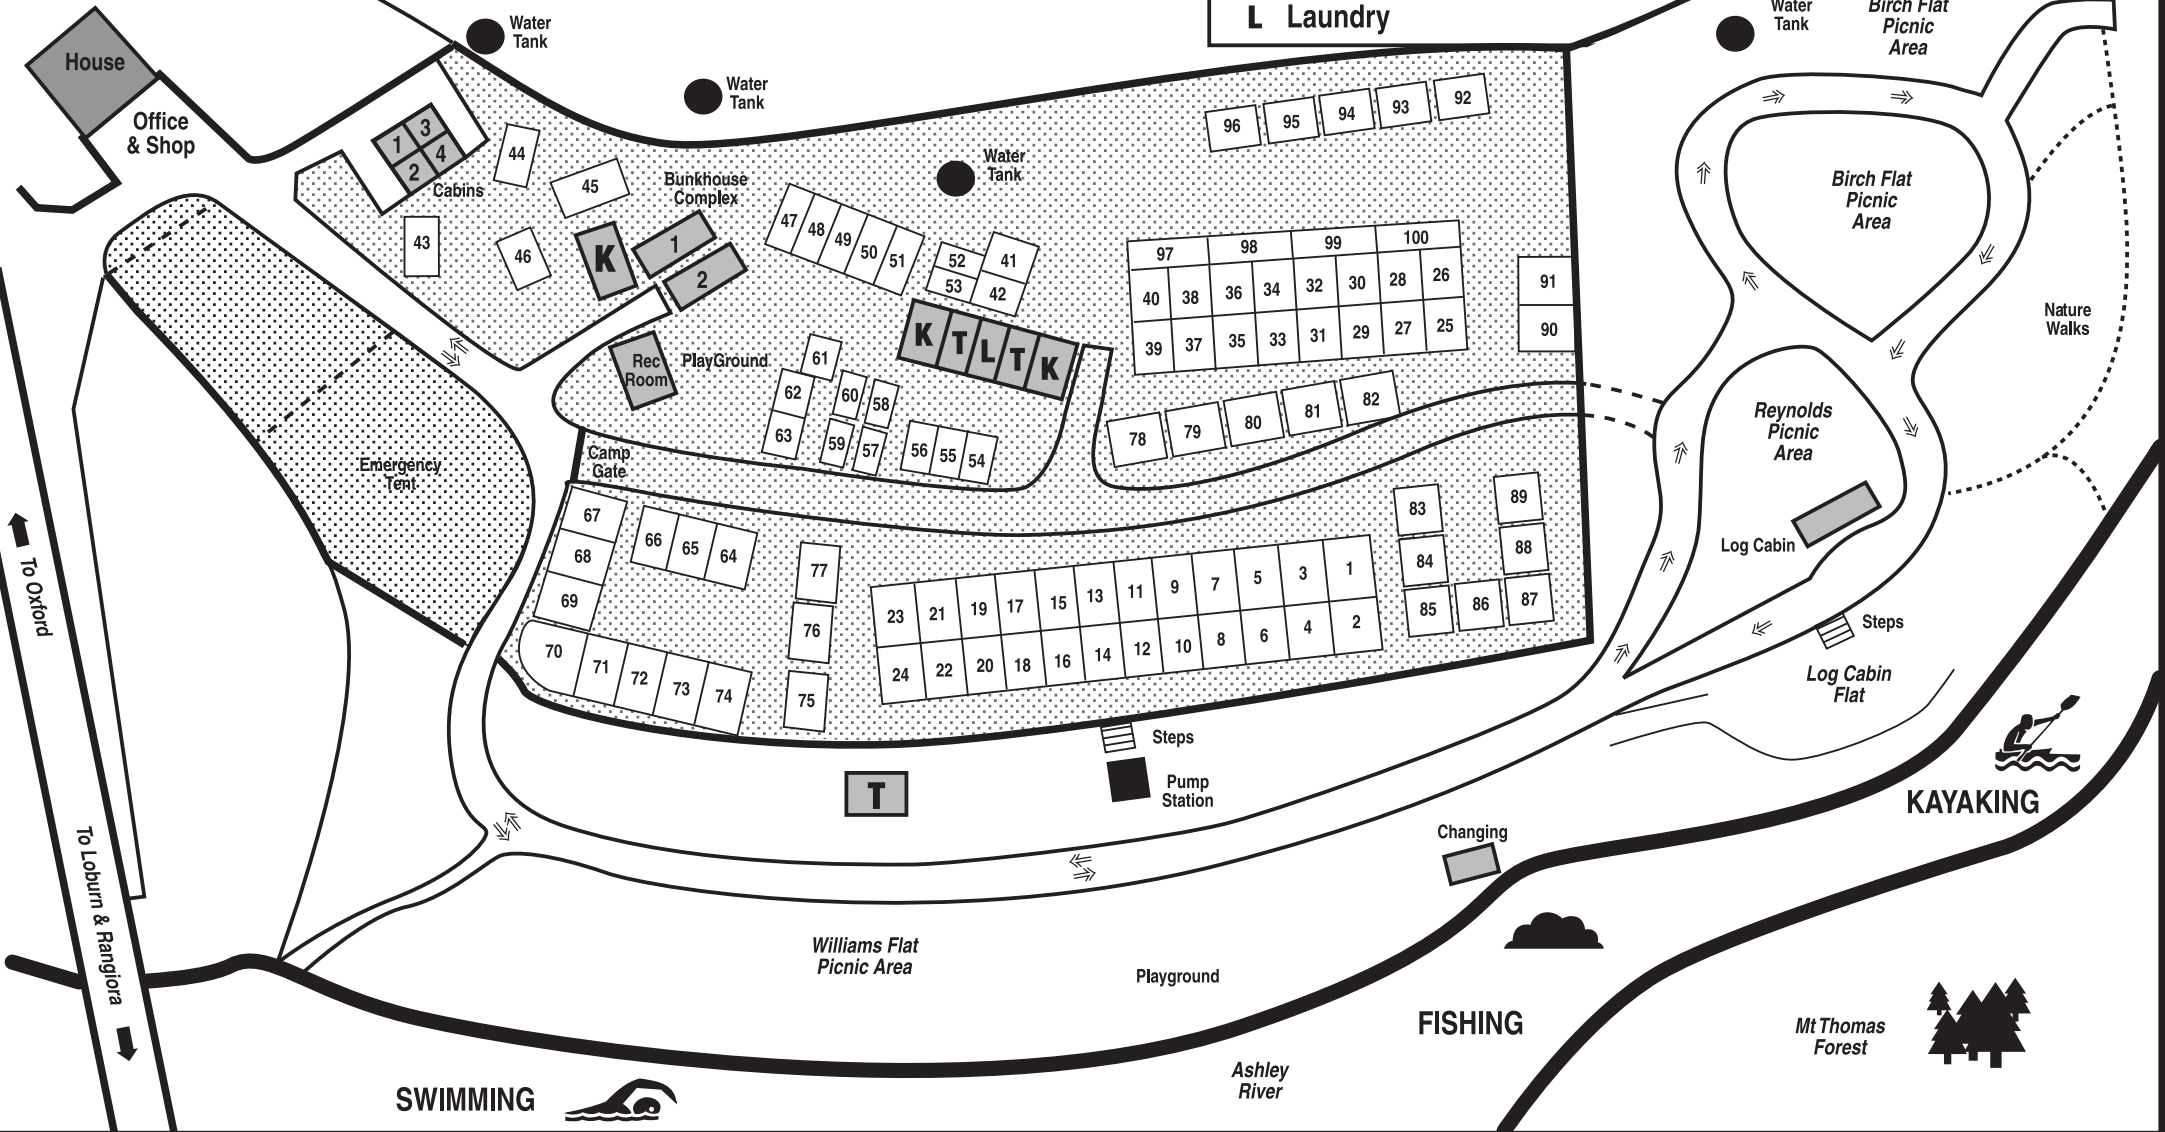 Water
Tank
L Laundry
Water
Tank
Birch Flat
Picnic
Area
House
Office
& Shop
Water
Tank
1
3
2
4
Cabins
44
45
Bunkhouse
Complex
43
46
K
1
2
47
48
49
50
51
Water
Tank
52
53
41
42
K T L T K
96
95
94
93
92
97
98
99
100
40
38
36
34
32
30
28
26
39
37
35
33
31
29
27
25
91
90
Birch Flat
Picnic
Area
Nature
Walks
Rec
Room
PlayGround
61
62
60
58
63
59
57
56
55
54
78
79
80
81
82
Reynolds
Picnic
Area
Log Cabin
Emergency
Tent
Camp
Gate
67
68
69
66
65
64
70
71
72
73
74
77
76
75
23
21
19
17
15
13
11
9
7
5
3
1
24
22
20
18
16
14
12
10
8
6
4
2
83
84
85
86
87
88
89
Steps
Log Cabin
Flat
To Oxford
To Loburn & Rangiora
T
Steps
Pump
Station
KAYAKING
Changing
Williams Flat
Picnic Area
Playground
FISHING
Mt Thomas
Forest
Ashley
River
SWIMMING